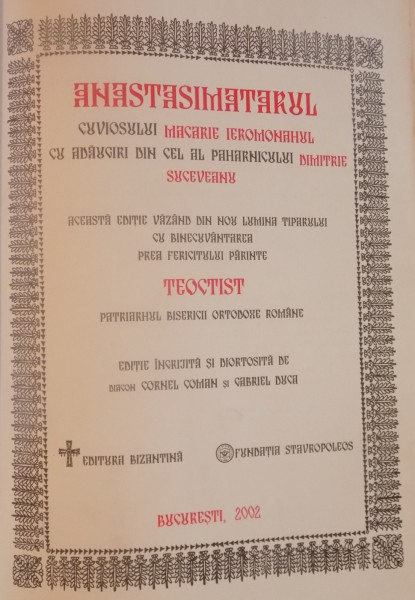 ANASTASIMATARUL
CUVIOSULUI MACARIE IEROMONAHUL
CU ADĂUGIRI DIN CEL AL PAHARNICULUI DIMITRIE
SUCEVEANU
ACEASTĂ EDIȚIE VĂZÂND DIN NOU LUMINA TIPARULUI
CU BINECUVÂNTAREA
PREA FERICITULUI PĂRINTE
TEOCTIST
PATRIARHUL BISERICII ORTODOXE ROMÂNE
EDIȚIE ÎNGRIJITĂ ȘI DIORTOSITĂ DE
DIACON CORNEL COMAN ȘI GABRIEL DUCA
EDITURA BIZANTINĂ
FUNDAȚIA STAVROPOLEOS
BUCUREȘTI, 2002